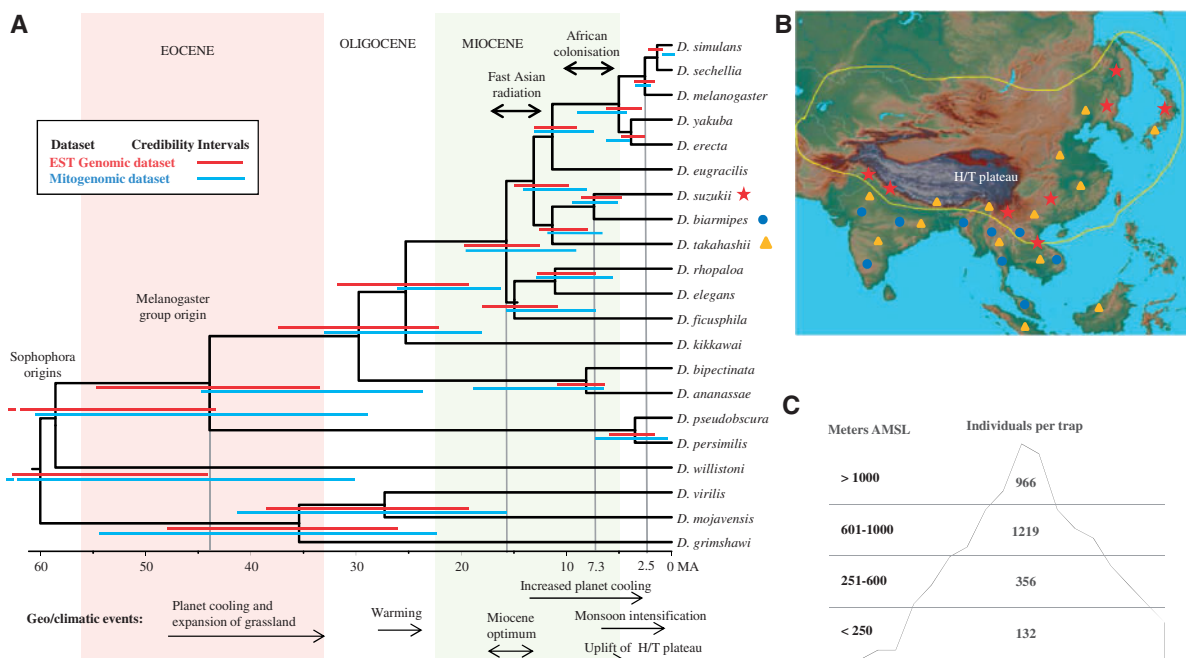 A
EOCENE
OLIGOCENE
MIOCENE
African
colonisation
Fast Asian
radiation
Dataset Credibility Intervals
EST Genomic dataset
Mitogenomic dataset
Melanogaster
group origin
Sophophora
origins
D. simulans
D. sechellia
D. melanogaster
D. yakuba
D. erecta
D. eugracilis
D. suzukii
D. biarmipes
D. takahashii
D. rhopaloa
D. elegans
D. ficusphila
D. kikkawai
D. bipectinata
D. ananassae
D. pseudobscura
D. persimilis
D. willistoni
D. virilis
D. mojavensis
D. grimshawi
60 50 40 30 20 10 7.3 2.5 0 MA
Geo/climatic events:
Planet cooling and
expansion of grassland
Warming
Miocene
optimum
Increased planet cooling
Monsoon intensification
Uplift of H/T plateau
B
H/T plateau
C
Meters AMSL Individuals per trap
> 1000 966
601-1000 1219
251-600 356
< 250 132